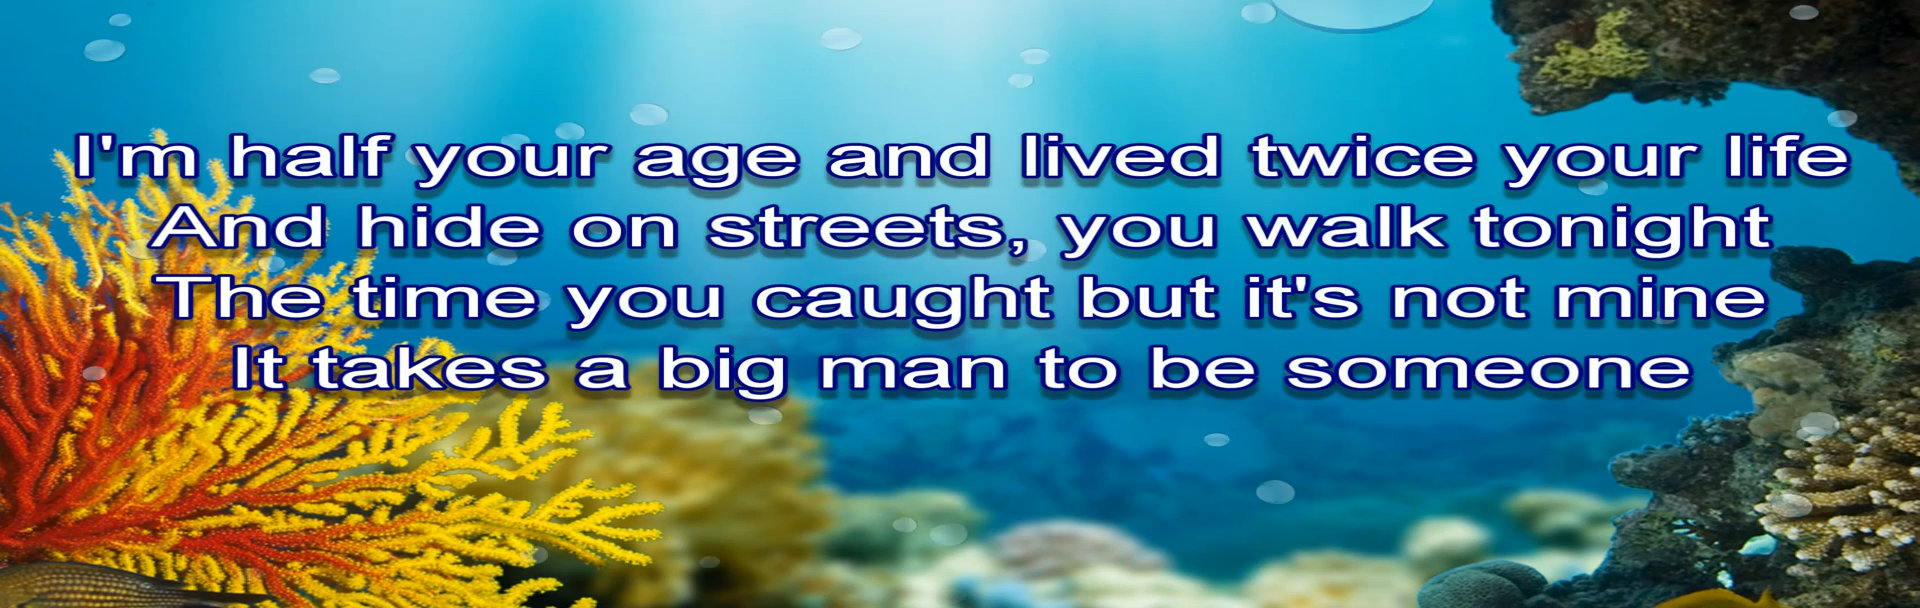 I'm half your age and lived twice your life
And hide on streets, you walk tonight
The time you caught but it's not mine
It takes a big man to be someone